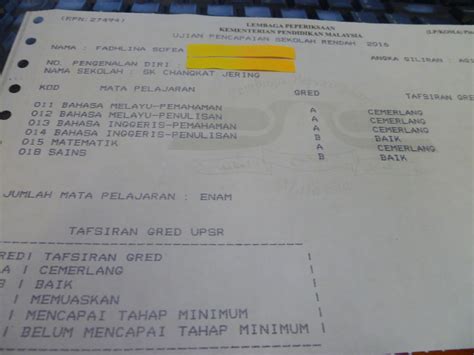 (KPN: 27494)
LEMBAGA PEPERIKSAAN
KEMENTERIAN PENDIDIKAN MALAYSIA
UJIAN PENCAPAIAN SEKOLAH RENDAH 2016
NAMA : FADHLINA SOFEA
ANGKA GILIRAN :
NO. PENGENALAN DIRI :
NAMA SEKOLAH : SK CHANGKAT JERING
KOD MATA PELAJARAN GRED TAFSIRAN GRED
011 BAHASA MELAYU-PEMAHAMAN A CEMERLANG
012 BAHASA MELAYU-PENULISAN A CEMERLANG
013 BAHASA INGGERIS-PEMAHAMAN A CEMERLANG
014 BAHASA INGGERIS-PENULISAN B BAIK
015 MATEMATIK A CEMERLANG
018 SAINS B BAIK
JUMLAH MATA PELAJARAN : ENAM
TAFSIRAN GRED UPSR
GRED| TAFSIRAN GRED
A | CEMERLANG
B | BAIK
| MEMUASKAN
| MENCAPAI TAHAP MINIMUM
| BELUM MENCAPAI TAHAP MINIMUM